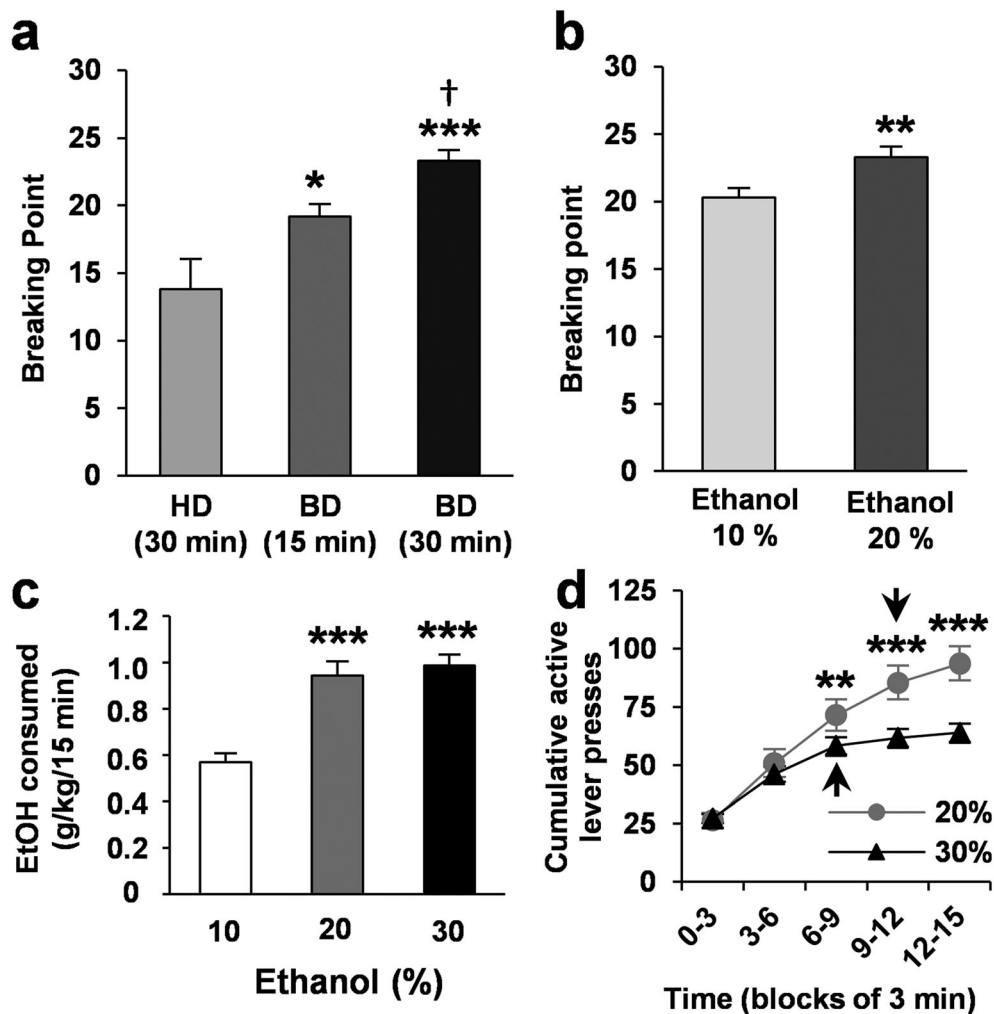 a
Breaking Point
30
25
20
15
10
5
0
*
†
***
HD
(30 min)
BD
(15 min)
BD
(30 min)
b
Breaking point
30
25
20
15
10
5
0
**
Ethanol
10 %
Ethanol
20 %
c
EtOH consumed
(g/kg/15 min)
1.2
1.0
0.8
0.6
0.4
0.2
0
***
***
10
20
30
Ethanol (%)
d
Cumulative active
lever presses
125
100
75
50
25
0
**
***
***
20%
30%
0-3
3-6
6-9
9-12
12-15
Time (blocks of 3 min)